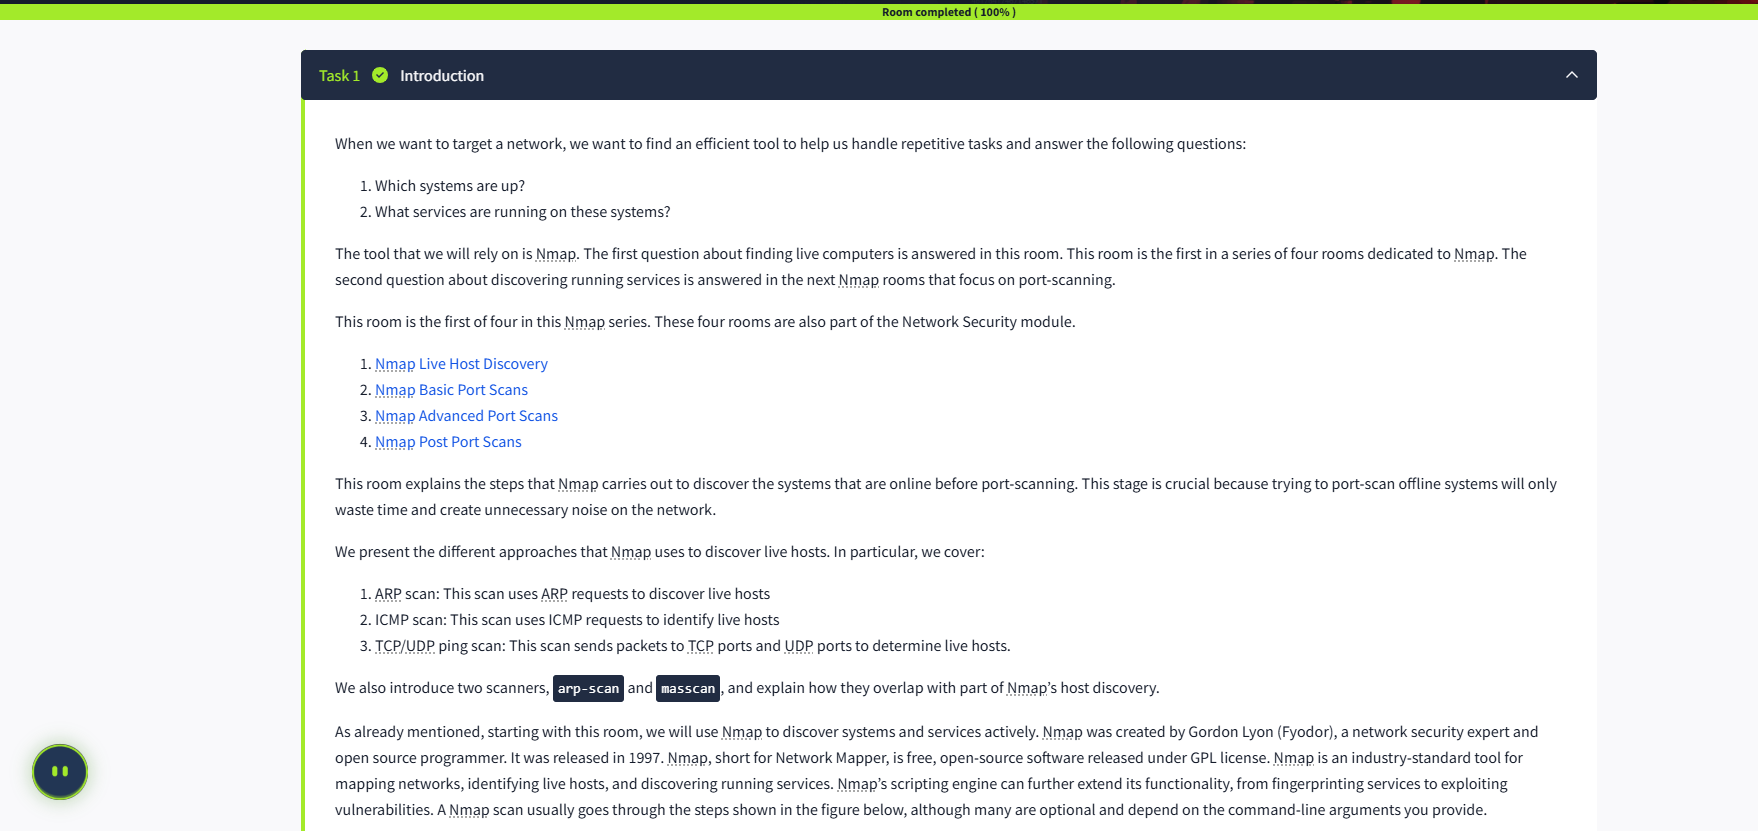 Room completed ( 100% )
Task 1 Introduction
When we want to target a network, we want to find an efficient tool to help us handle repetitive tasks and answer the following questions:
1. Which systems are up?
2. What services are running on these systems?
The tool that we will rely on is Nmap. The first question about finding live computers is answered in this room. This room is the first in a series of four rooms dedicated to Nmap. The
second question about discovering running services is answered in the next Nmap rooms that focus on port-scanning.
This room is the first of four in this Nmap series. These four rooms are also part of the Network Security module.
1. Nmap Live Host Discovery
2. Nmap Basic Port Scans
3. Nmap Advanced Port Scans
4. Nmap Post Port Scans
This room explains the steps that Nmap carries out to discover the systems that are online before port-scanning. This stage is crucial because trying to port-scan offline systems will only
waste time and create unnecessary noise on the network.
We present the different approaches that Nmap uses to discover live hosts. In particular, we cover:
1. ARP scan: This scan uses ARP requests to discover live hosts
2. ICMP scan: This scan uses ICMP requests to identify live hosts
3. TCP/UDP ping scan: This scan sends packets to TCP ports and UDP ports to determine live hosts.
We also introduce two scanners, arp-scan and masscan, and explain how they overlap with part of Nmap's host discovery.
As already mentioned, starting with this room, we will use Nmap to discover systems and services actively. Nmap was created by Gordon Lyon (Fyodor), a network security expert and
open source programmer. It was released in 1997. Nmap, short for Network Mapper, is free, open-source software released under GPL license. Nmap is an industry-standard tool for
mapping networks, identifying live hosts, and discovering running services. Nmap's scripting engine can further extend its functionality, from fingerprinting services to exploiting
vulnerabilities. A Nmap scan usually goes through the steps shown in the figure below, although many are optional and depend on the command-line arguments you provide.